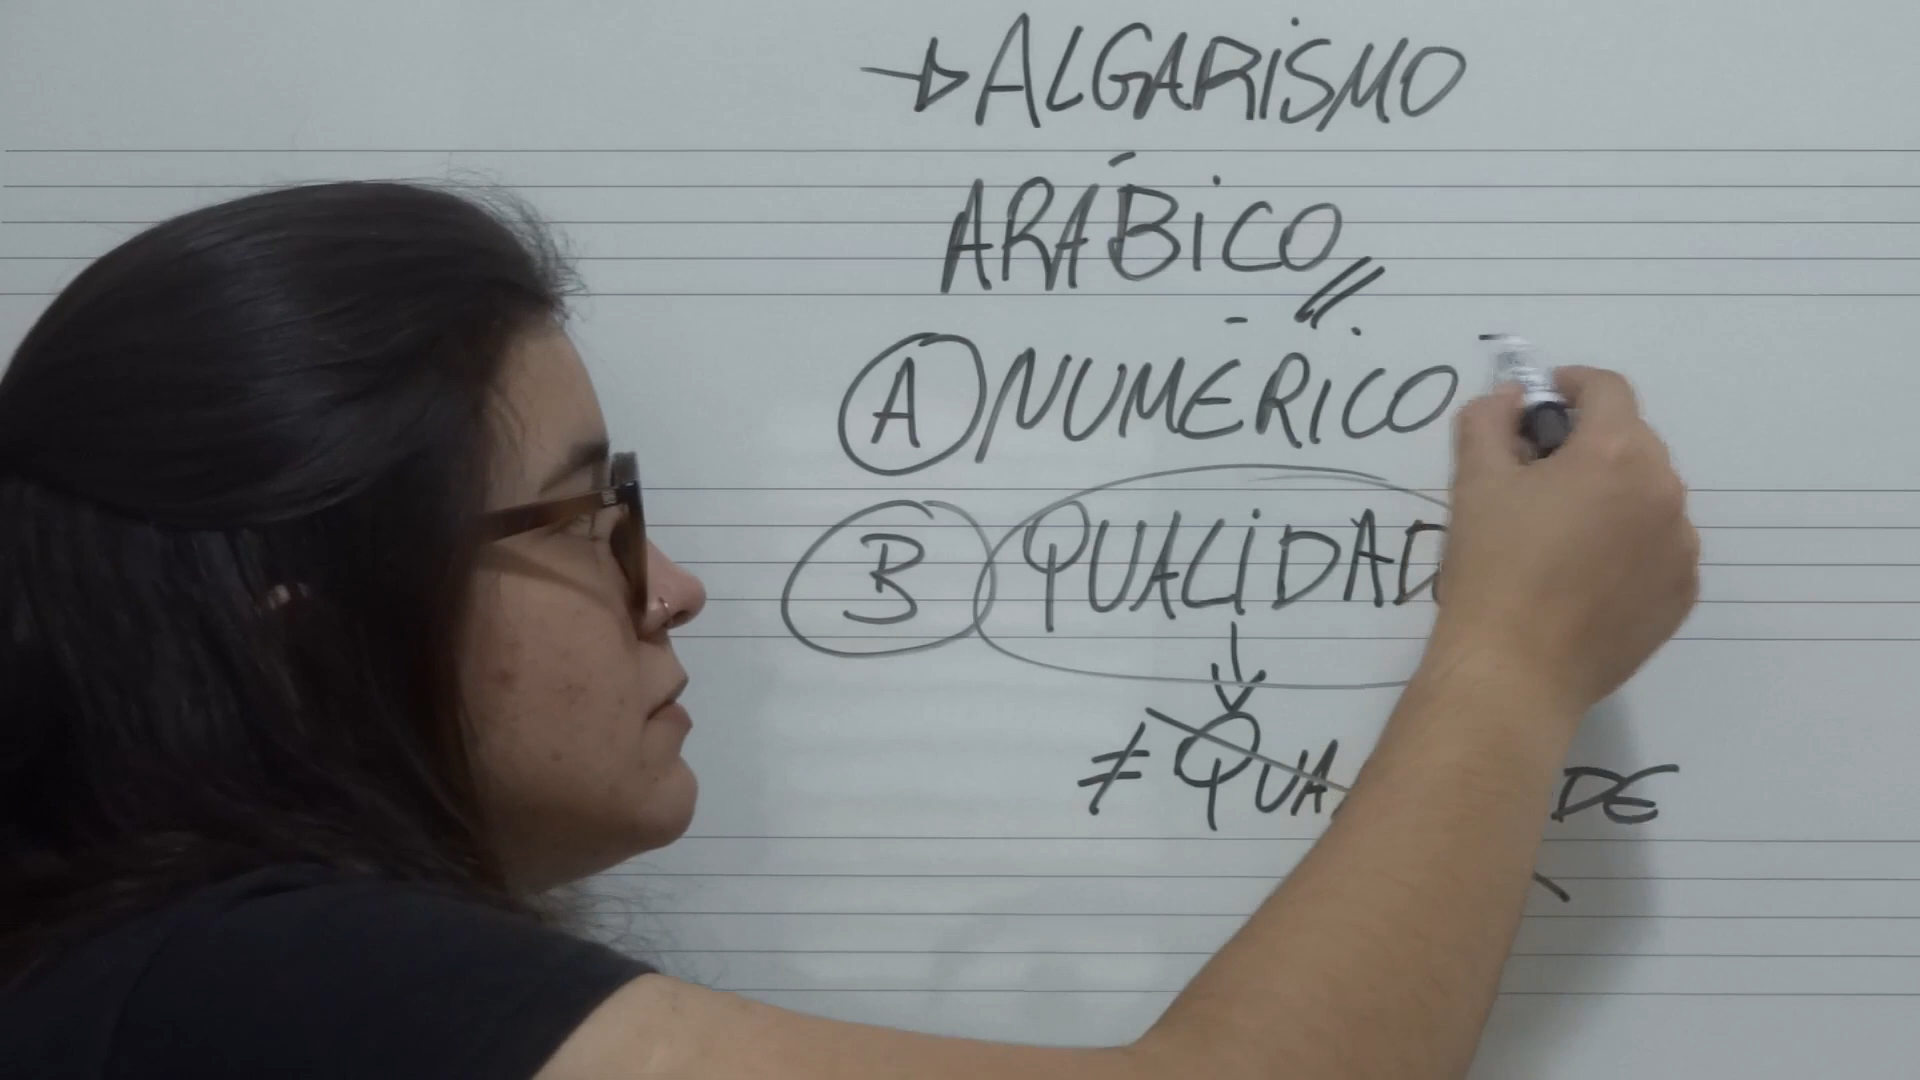 → ALGARISMO
ARÁBICO //
Ⓐ NUMÉRICO -
Ⓑ QUALIDAD
↓
≠ QUA DE